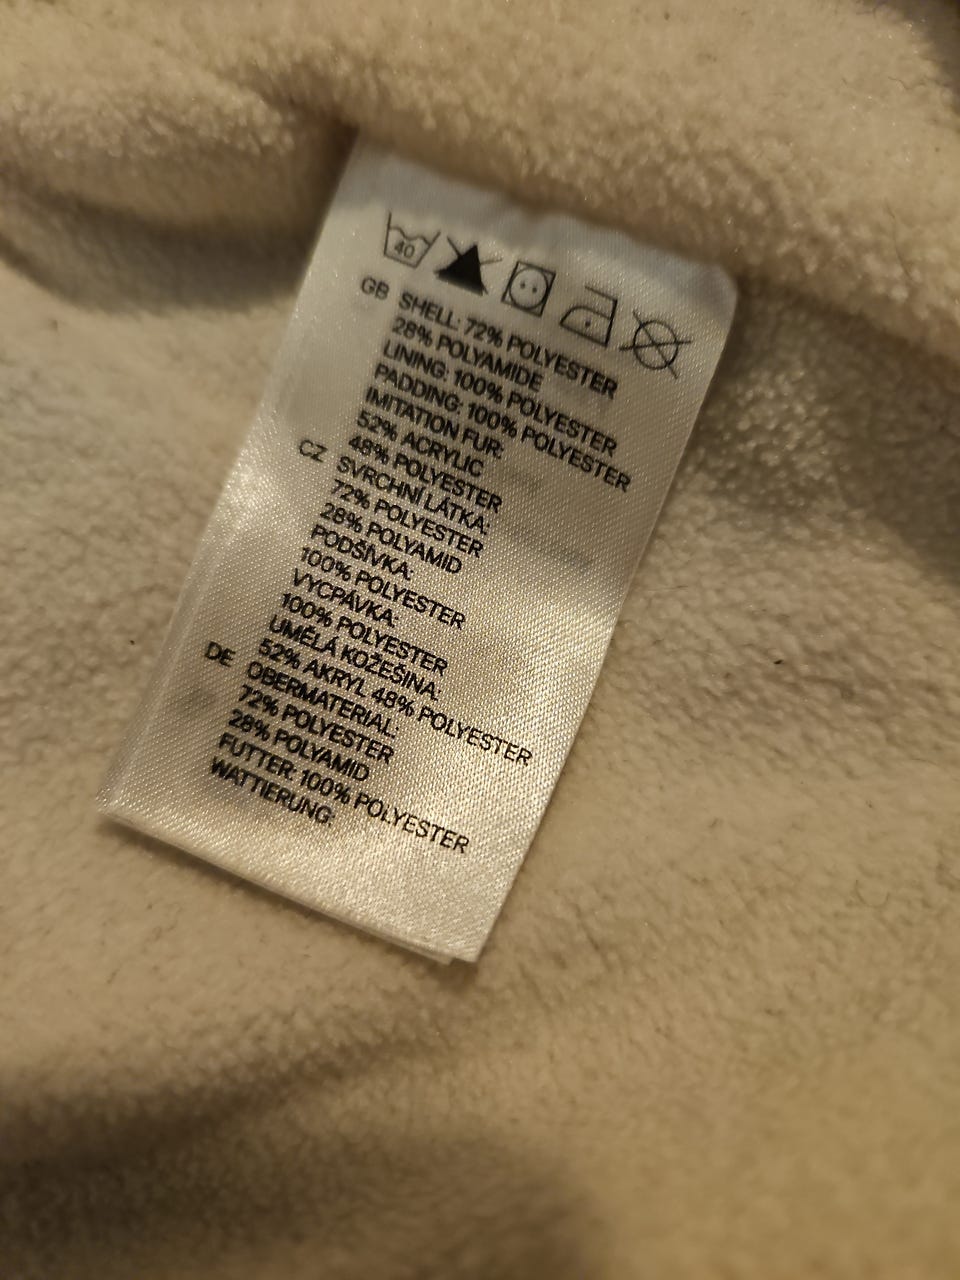 40
GB SHELL: 72% POLYESTER
28% POLYAMIDE
LINING: 100% POLYESTER
PADDING: 100% POLYESTER
IMITATION FUR:
52% ACRYLIC
48% POLYESTER
CZ SVRCHNÍ LÁTKA:
72% POLYESTER
28% POLYAMID
PODŠÍVKA:
100% POLYESTER
VYCPÁVKA:
100% POLYESTER
UMĚLÁ KOŽEŠINA:
52% AKRYL 48% POLYESTER
DE OBERMATERIAL:
72% POLYESTER
28% POLYAMID
FUTTER: 100% POLYESTER
WATTIERUNG: